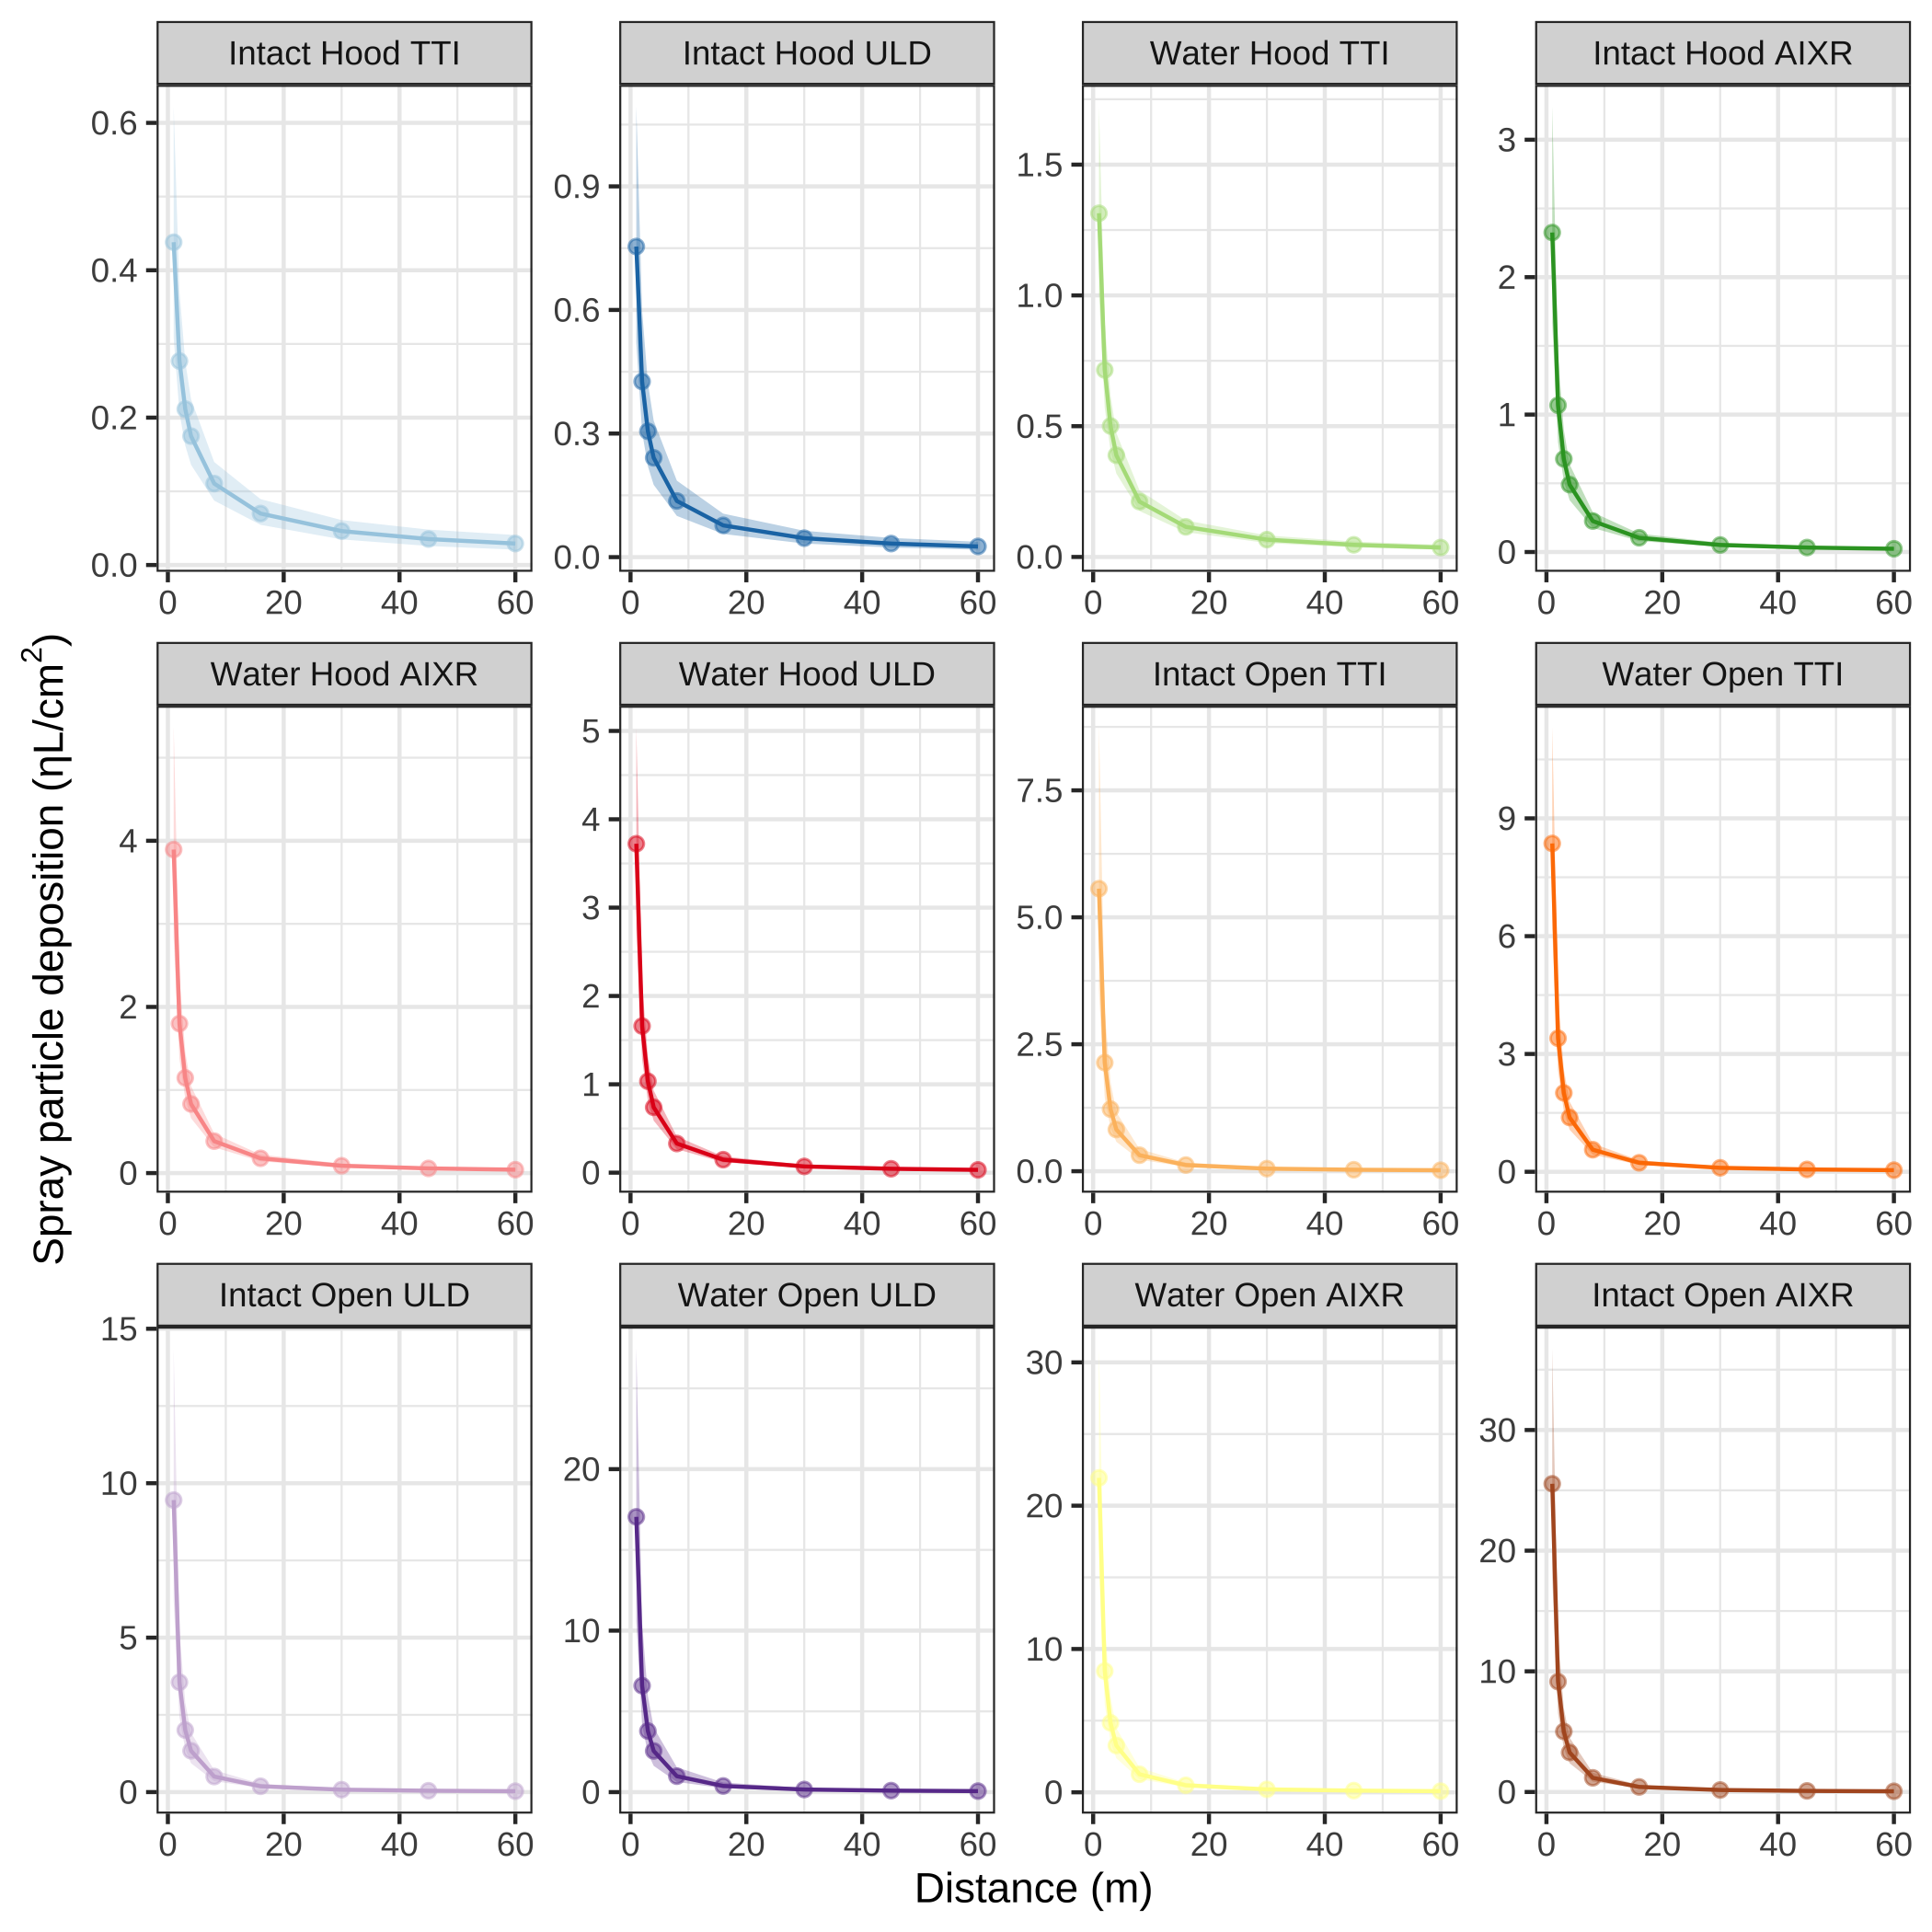 Intact Hood TTI
Intact Hood ULD
Water Hood TTI
Intact Hood AIXR
0.6
0.4
0.2
0.0
0.9
0.6
0.3
0.0
1.5
1.0
0.5
0.0
3
2
1
0
0 20 40 60
0 20 40 60
0 20 40 60
0 20 40 60
Water Hood AIXR
Water Hood ULD
Intact Open TTI
Water Open TTI
4
2
0
5
4
3
2
1
0
7.5
5.0
2.5
0.0
9
6
3
0
0 20 40 60
0 20 40 60
0 20 40 60
0 20 40 60
Intact Open ULD
Water Open ULD
Water Open AIXR
Intact Open AIXR
15
10
5
0
20
10
0
30
20
10
0
30
20
10
0
0 20 40 60
0 20 40 60
0 20 40 60
0 20 40 60
Spray particle deposition (ηL/cm²)
Distance (m)